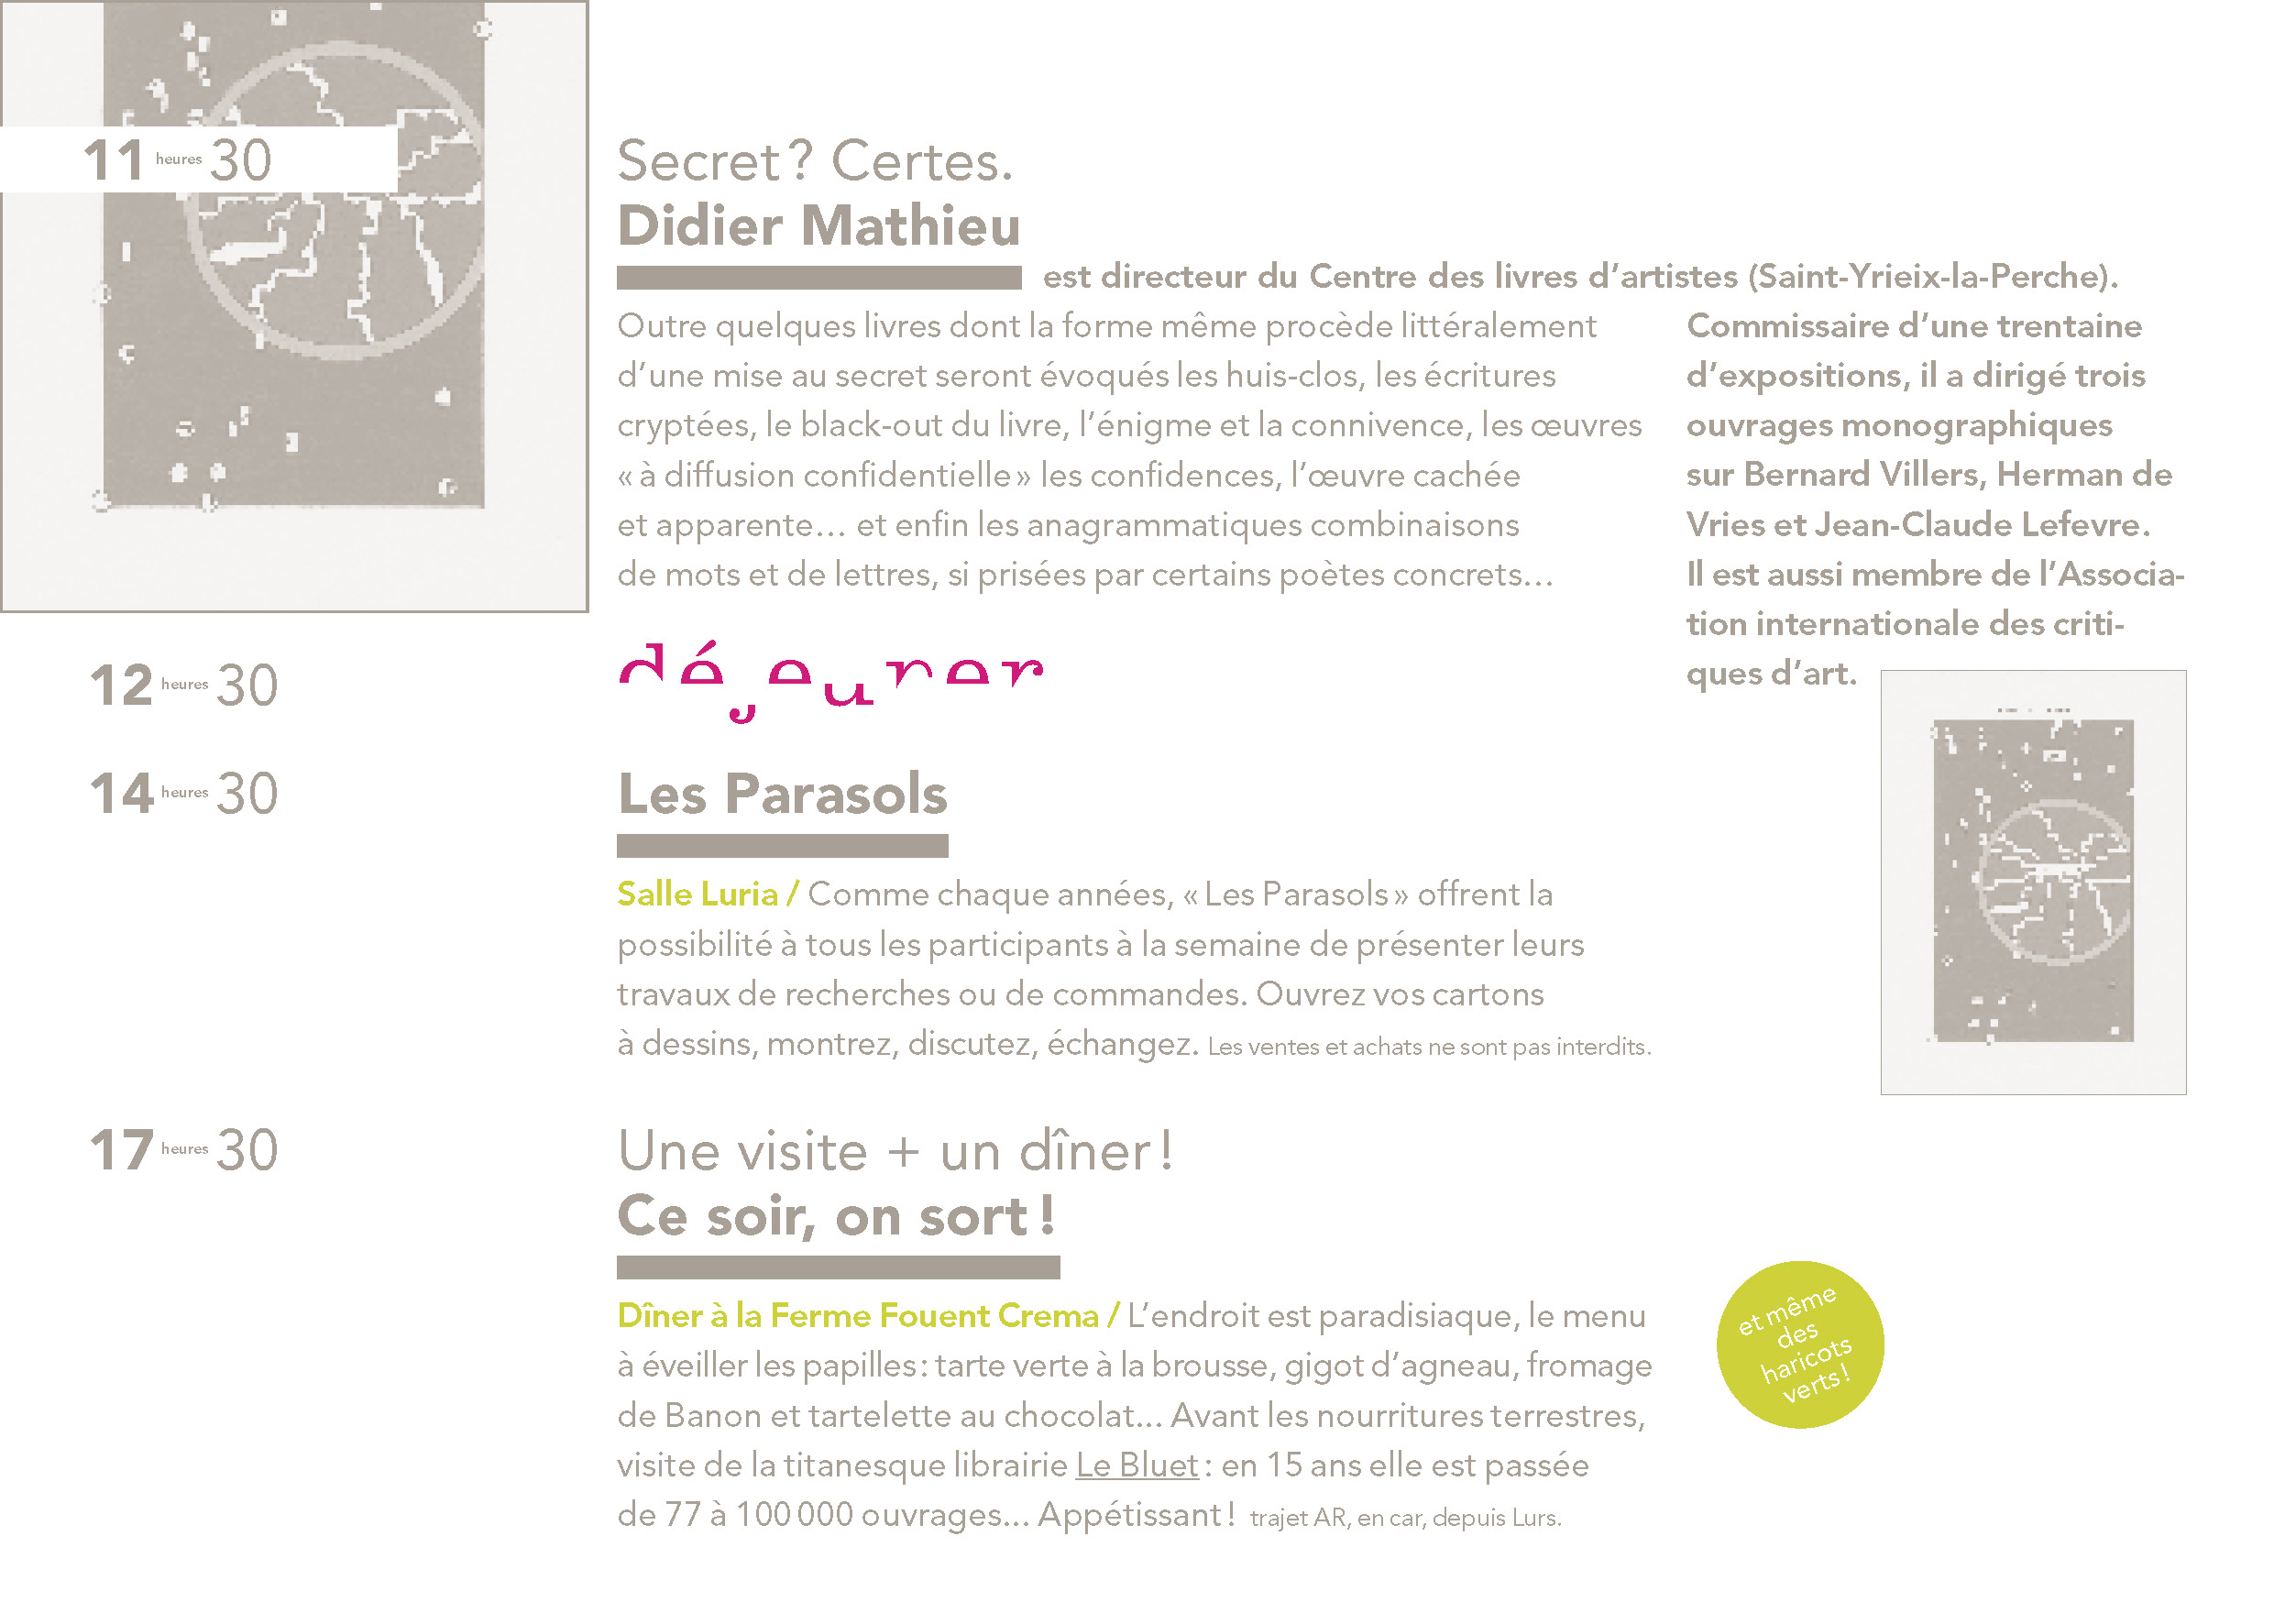 11 heures 30
Secret ? Certes.
Didier Mathieu
est directeur du Centre des livres d’artistes (Saint-Yrieix-la-Perche).
Commissaire d’une trentaine
d’expositions, il a dirigé trois
ouvrages monographiques
sur Bernard Villers, Herman de
Vries et Jean-Claude Lefevre.
Il est aussi membre de l’Associa-
tion internationale des criti-
ques d’art.
Outre quelques livres dont la forme même procède littéralement
d’une mise au secret seront évoqués les huis-clos, les écritures
cryptées, le black-out du livre, l’énigme et la connivence, les œuvres
« à diffusion confidentielle » les confidences, l’œuvre cachée
et apparente… et enfin les anagrammatiques combinaisons
de mots et de lettres, si prisées par certains poètes concrets…
12 heures 30
déjeuner
14 heures 30
Les Parasols
Salle Luria / Comme chaque années, « Les Parasols » offrent la
possibilité à tous les participants à la semaine de présenter leurs
travaux de recherches ou de commandes. Ouvrez vos cartons
à dessins, montrez, discutez, échangez. Les ventes et achats ne sont pas interdits.
17 heures 30
Une visite + un dîner !
Ce soir, on sort !
Dîner à la Ferme Fouent Crema / L’endroit est paradisiaque, le menu
à éveiller les papilles : tarte verte à la brousse, gigot d’agneau, fromage
de Banon et tartelette au chocolat... Avant les nourritures terrestres,
visite de la titanesque librairie Le Bluet : en 15 ans elle est passée
de 77 à 100 000 ouvrages... Appétissant ! trajet AR, en car, depuis Lurs.
et même
des
haricots
verts !